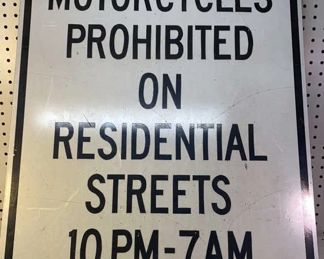 MOTORCYCLES
PROHIBITED
ON
RESIDENTIAL
STREETS
10 PM-7AM